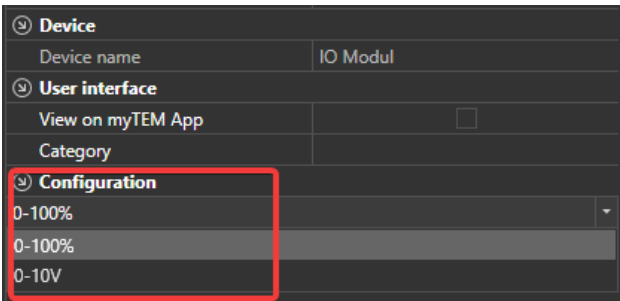 Device
Device name IO Modul
User interface
View on myTEM App
Category
Configuration
0-100%
0-100%
0-10V